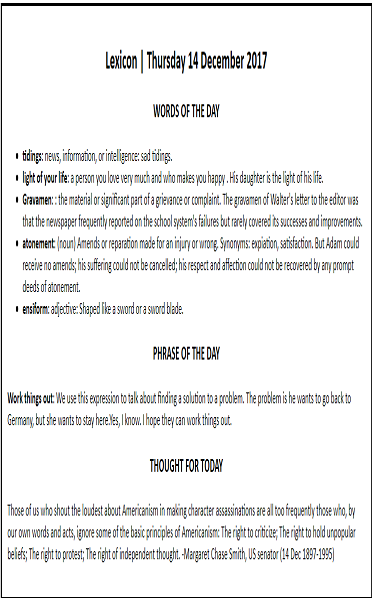 Lexicon | Thursday 14 December 2017
WORDS OF THE DAY
• tidings: news, information, or intelligence: sad tidings.
• light of your life: a person you love very much and who makes you happy . His daughter is the light of his life.
• Gravamen: : the material or significant part of a grievance or complaint. The gravamen of Walter's letter to the editor was
that the newspaper frequently reported on the school system's failures but rarely covered its successes and improvements.
• atonement: (noun) Amends or reparation made for an injury or wrong. Synonyms: expiation, satisfaction. But Adam could
receive no amends; his suffering could not be cancelled; his respect and affection could not be recovered by any prompt
deeds of atonement.
• ensiform: adjective: Shaped like a sword or a sword blade.
PHRASE OF THE DAY
Work things out: We use this expression to talk about finding a solution to a problem. The problem is he wants to go back to
Germany, but she wants to stay here.Yes, I know. I hope they can work things out.
THOUGHT FOR TODAY
Those of us who shout the loudest about Americanism in making character assassinations are all too frequently those who, by
our own words and acts, ignore some of the basic principles of Americanism: The right to criticize; The right to hold unpopular
beliefs; The right to protest; The right of independent thought. -Margaret Chase Smith, US senator (14 Dec 1897-1995)